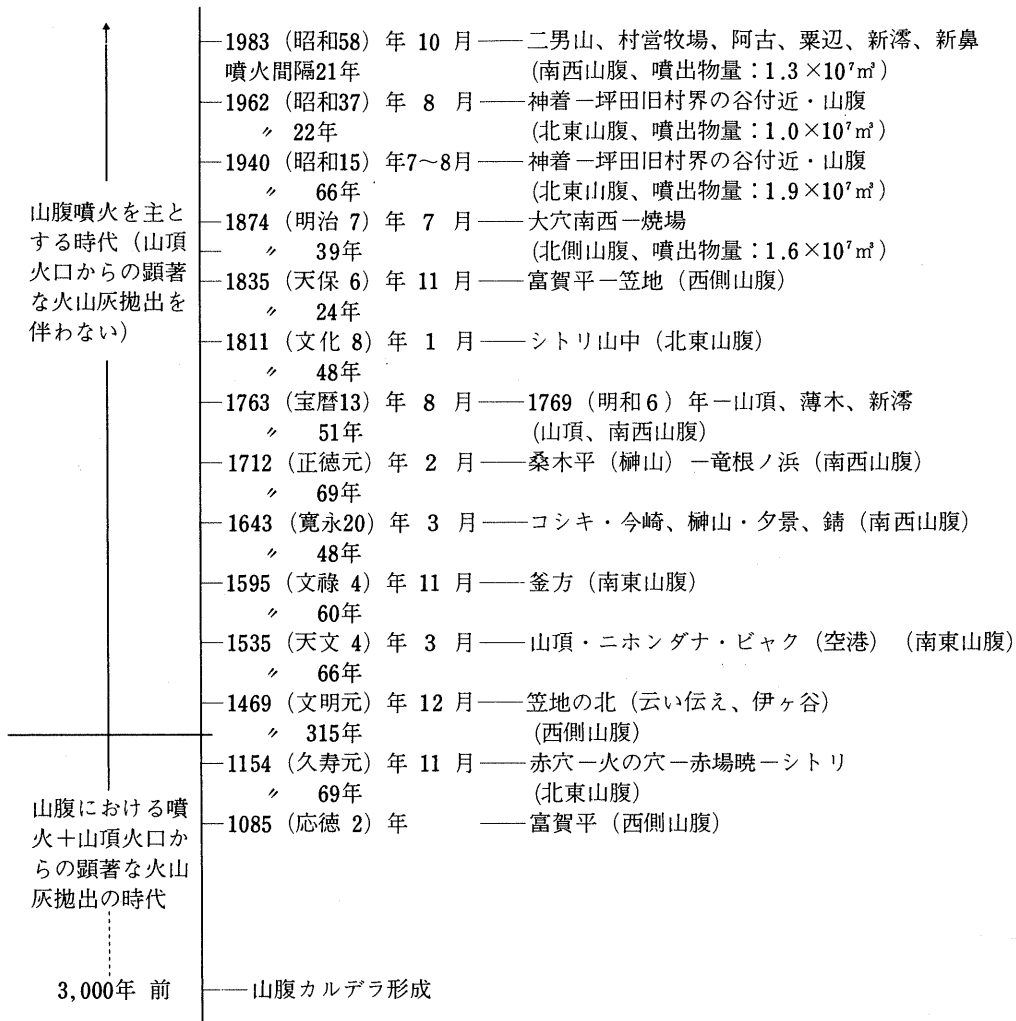 1983 (昭和58) 年 10 月――二男山、村営牧場、阿古、粟辺、新澪、新鼻
噴火間隔21年 (南西山腹、噴出物量：1.3×10⁷㎥)
1962 (昭和37) 年 8 月――神着－坪田旧村界の谷付近・山腹
〃 22年 (北東山腹、噴出物量：1.0×10⁷㎥)
1940 (昭和15) 年7～8月――神着－坪田旧村界の谷付近・山腹
〃 66年 (北東山腹、噴出物量：1.9×10⁷㎥)
1874 (明治 7) 年 7 月――大穴南西－焼場
〃 39年 (北側山腹、噴出物量：1.6×10⁷㎥)
1835 (天保 6) 年 11 月――富賀平－笠地 (西側山腹)
〃 24年
1811 (文化 8) 年 1 月――シトリ山中 (北東山腹)
〃 48年
1763 (宝暦13) 年 8 月――1769 (明和6) 年－山頂、薄木、新澪
〃 51年 (山頂、南西山腹)
1712 (正徳元) 年 2 月――桑木平 (榊山) －竜根ノ浜 (南西山腹)
〃 69年
1643 (寛永20) 年 3 月――コシキ・今崎、榊山・夕景、錆 (南西山腹)
〃 48年
1595 (文禄 4) 年 11 月――釜方 (南東山腹)
〃 60年
1535 (天文 4) 年 3 月――山頂・ニホンダナ・ビャク (空港) (南東山腹)
〃 66年
1469 (文明元) 年 12 月――笠地の北 (云い伝え、伊ヶ谷)
〃 315年 (西側山腹)
1154 (久寿元) 年 11 月――赤穴－火の穴－赤場暁－シトリ
〃 69年 (北東山腹)
1085 (応徳 2) 年 ――富賀平 (西側山腹)
山腹噴火を主と
する時代 (山頂
火口からの顕著
な火山灰拋出を
伴わない)
山腹における噴
火＋山頂火口か
らの顕著な火山
灰拋出の時代
3,000年 前 ――山腹カルデラ形成